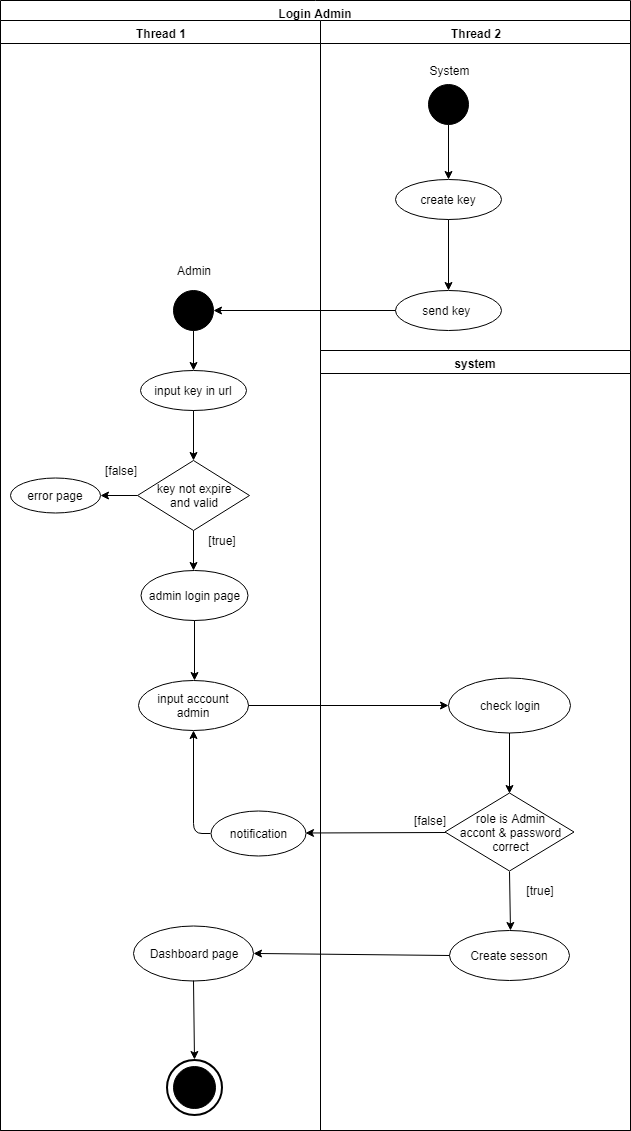 Login Admin
Thread 1
Thread 2
System
create key
Admin
send key
system
input key in url
[false]
key not expire
and valid
error page
[true]
admin login page
input account
admin
check login
[false]
role is Admin
accont & password
correct
notification
[true]
Dashboard page
Create sesson